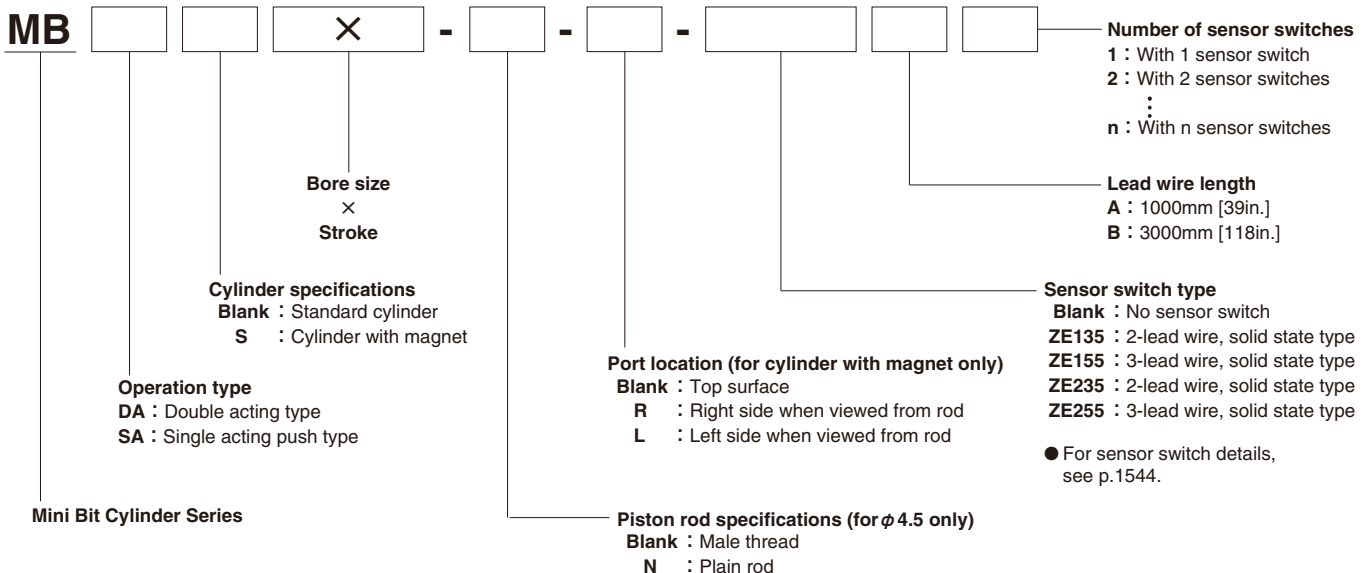 MB × - - -
Number of sensor switches
1 : With 1 sensor switch
2 : With 2 sensor switches
⋮
n : With n sensor switches
Lead wire length
A : 1000mm [39in.]
B : 3000mm [118in.]
Bore size
×
Stroke
Cylinder specifications
Blank : Standard cylinder
S : Cylinder with magnet
Sensor switch type
Blank : No sensor switch
ZE135 : 2-lead wire, solid state type
ZE155 : 3-lead wire, solid state type
ZE235 : 2-lead wire, solid state type
ZE255 : 3-lead wire, solid state type
● For sensor switch details,
see p.1544.
Port location (for cylinder with magnet only)
Blank : Top surface
R : Right side when viewed from rod
L : Left side when viewed from rod
Operation type
DA : Double acting type
SA : Single acting push type
Mini Bit Cylinder Series
Piston rod specifications (for φ 4.5 only)
Blank : Male thread
N : Plain rod